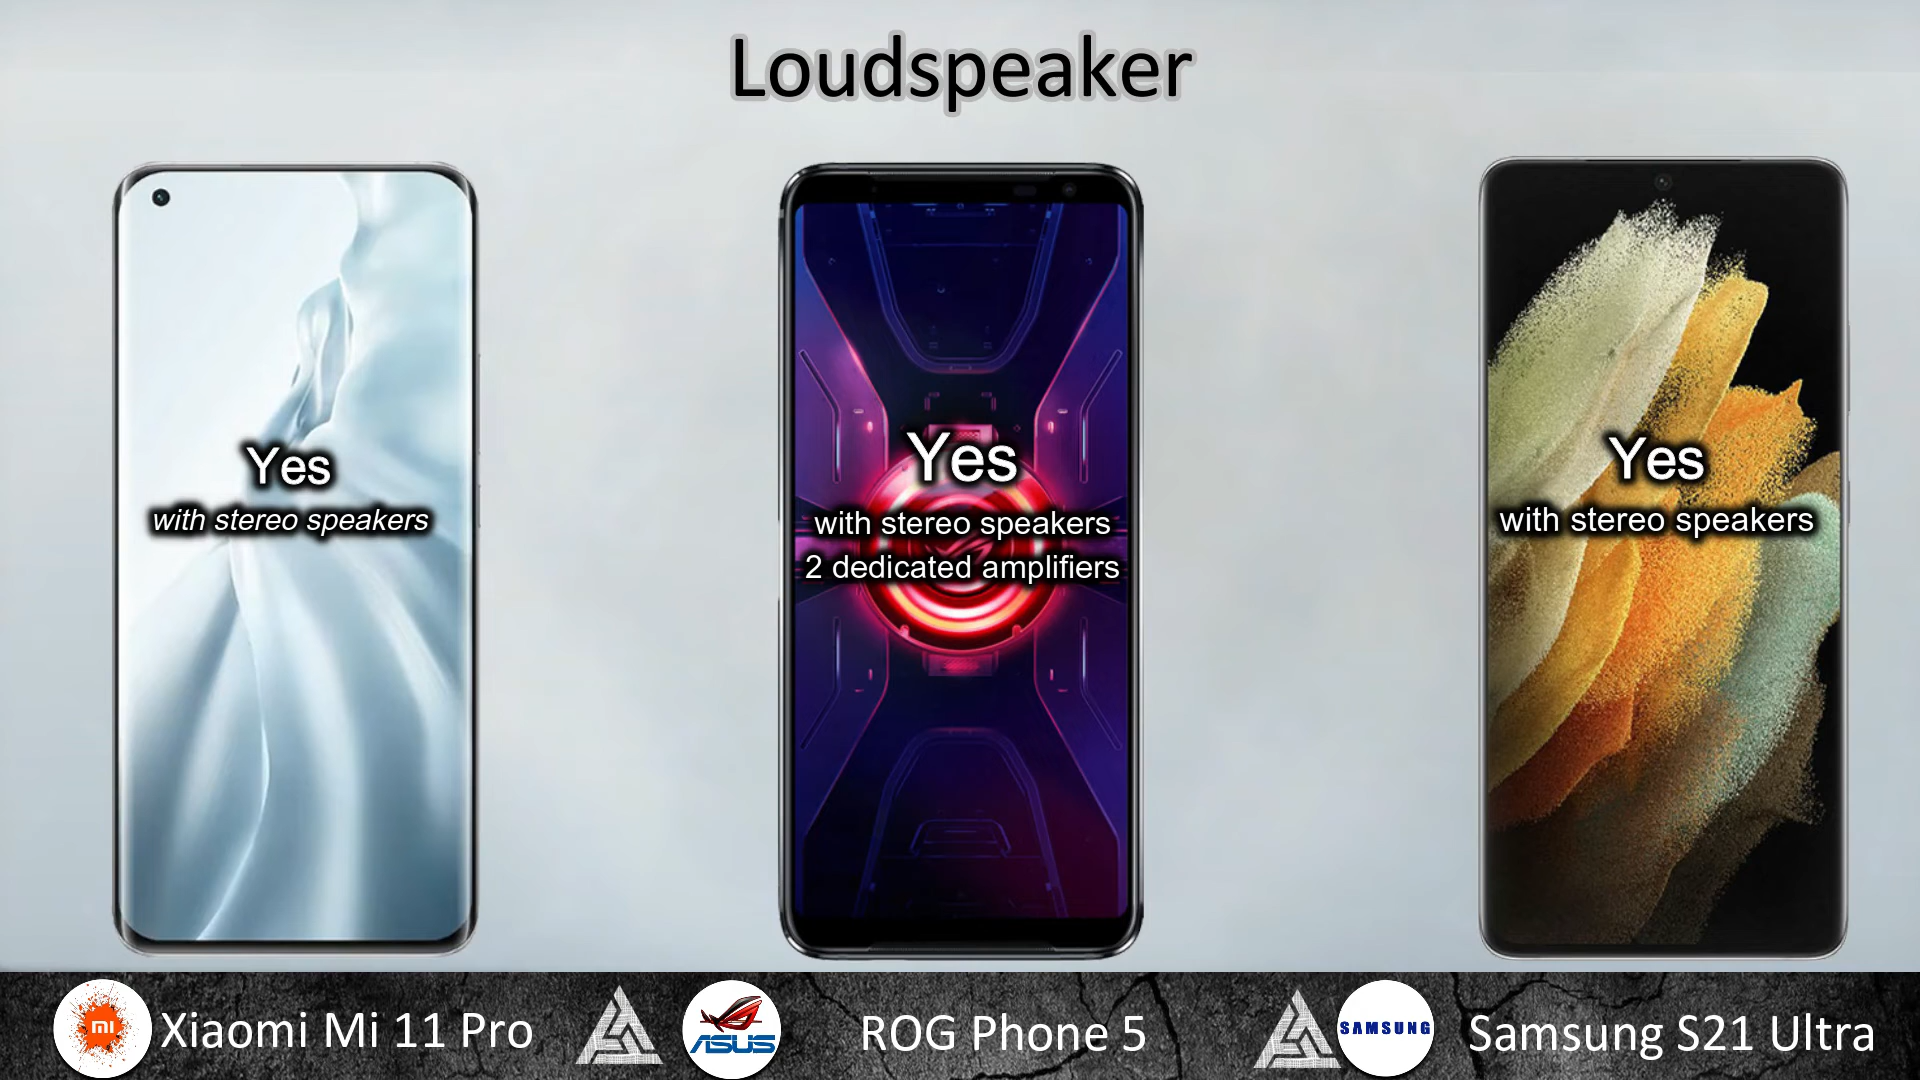 Loudspeaker
Yes
with stereo speakers
Yes
with stereo speakers
2 dedicated amplifiers
Yes
with stereo speakers
MI
Xiaomi Mi 11 Pro
ASUS
ROG Phone 5
SAMSUNG
Samsung S21 Ultra